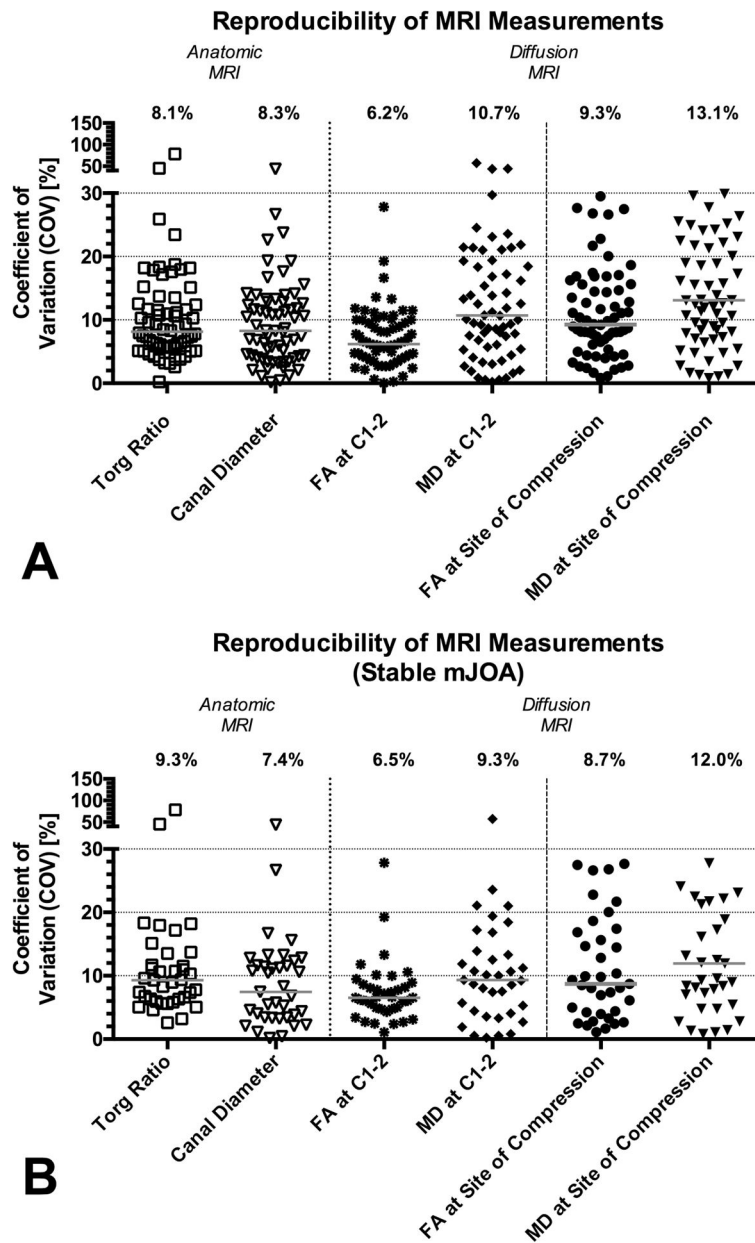 Reproducibility of MRI Measurements
Anatomic
MRI
Diffusion
MRI
8.1% 8.3% 6.2% 10.7% 9.3% 13.1%
Coefficient of
Variation (COV) [%]
150
100
50
30
20
10
0
Torg Ratio
Canal Diameter
FA at C1-2
MD at C1-2
FA at Site of Compression
MD at Site of Compression
A
Reproducibility of MRI Measurements
(Stable mJOA)
Anatomic
MRI
Diffusion
MRI
9.3% 7.4% 6.5% 9.3% 8.7% 12.0%
Coefficient of
Variation (COV) [%]
150
100
50
30
20
10
0
Torg Ratio
Canal Diameter
FA at C1-2
MD at C1-2
FA at Site of Compression
MD at Site of Compression
B